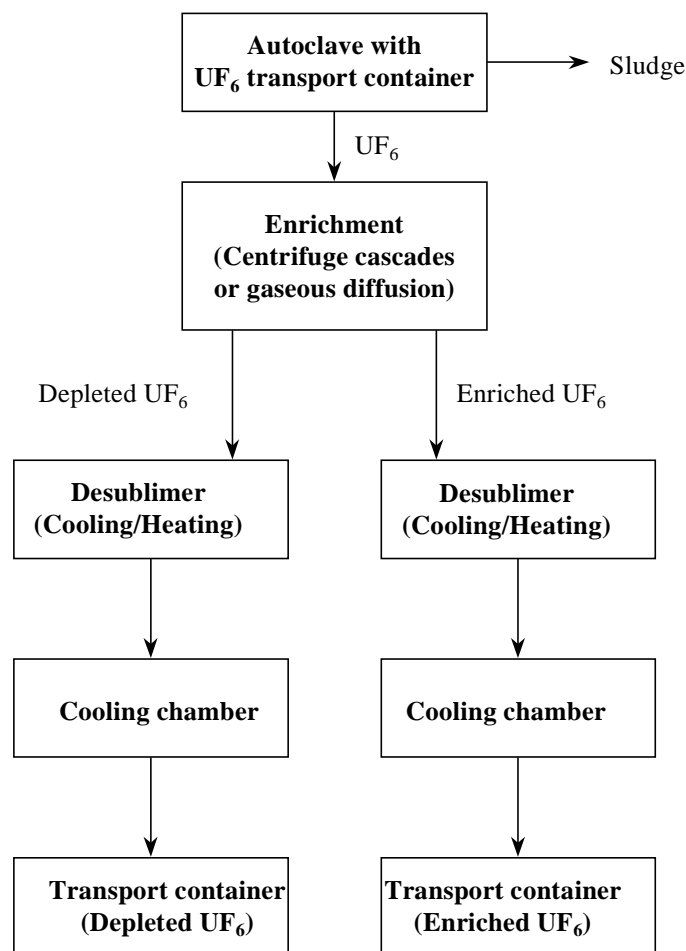 Autoclave with
UF₆ transport container
Sludge
UF₆
Enrichment
(Centrifuge cascades
or gaseous diffusion)
Depleted UF₆
Enriched UF₆
Desublimer
(Cooling/Heating)
Desublimer
(Cooling/Heating)
Cooling chamber
Cooling chamber
Transport container
(Depleted UF₆)
Transport container
(Enriched UF₆)